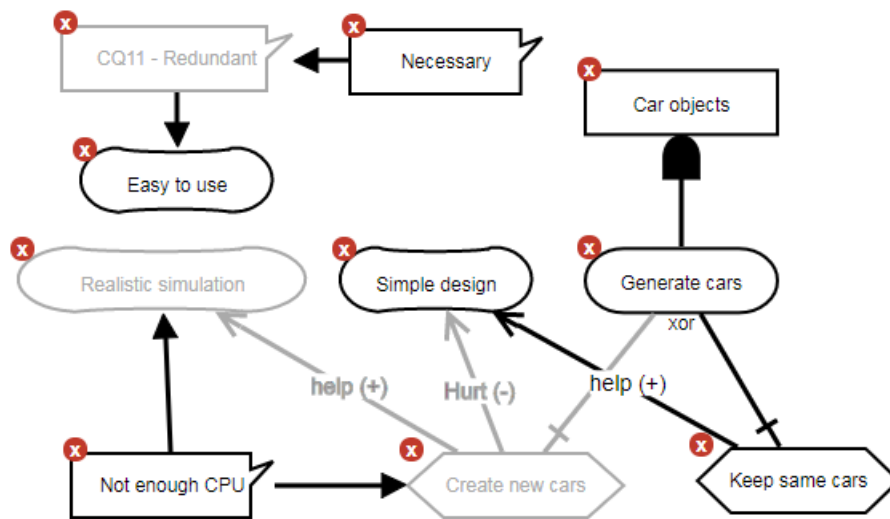 x
CQ11 - Redundant
x
Necessary
x
Car objects
x
Easy to use
x
Realistic simulation
x
Simple design
x
Generate cars
xor
help (+)
Hurt (-)
help (+)
x
Not enough CPU
x
Create new cars
x
Keep same cars